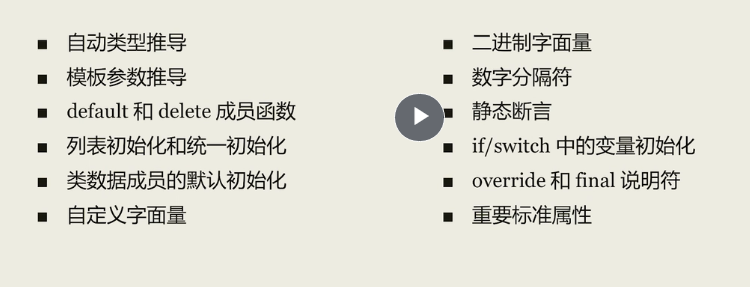 自动类型推导
模板参数推导
default 和 delete 成员函数
列表初始化和统一初始化
类数据成员的默认初始化
自定义字面量
二进制字面量
数字分隔符
静态断言
if/switch 中的变量初始化
override 和 final 说明符
重要标准属性